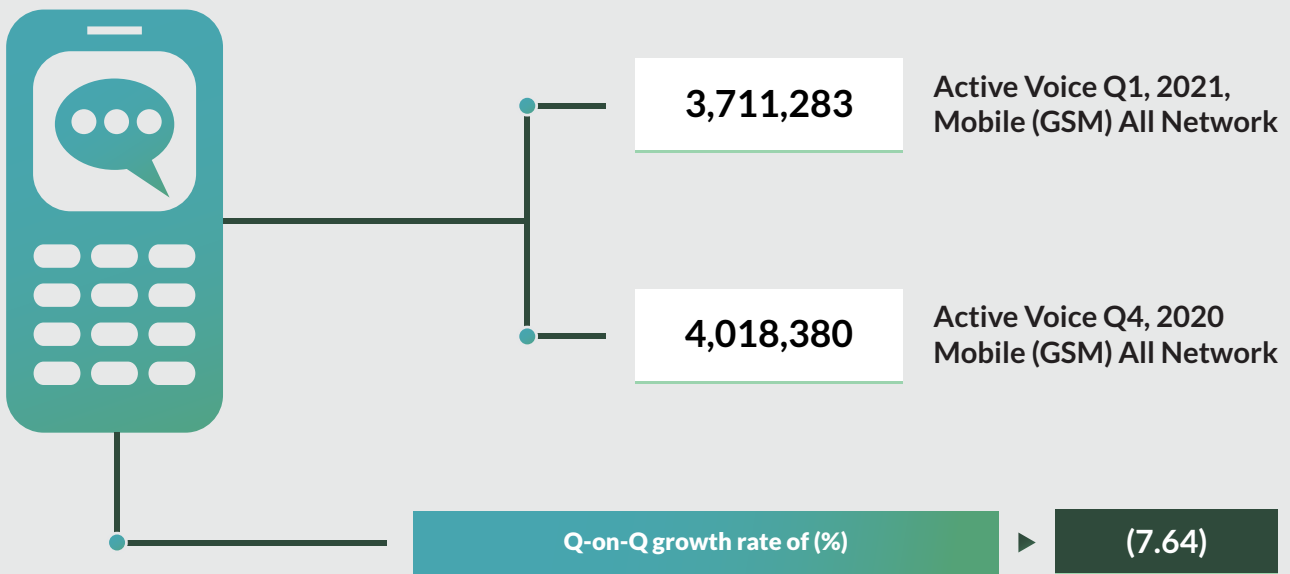 3,711,283
Active Voice Q1, 2021,
Mobile (GSM) All Network
4,018,380
Active Voice Q4, 2020
Mobile (GSM) All Network
Q-on-Q growth rate of (%)
(7.64)